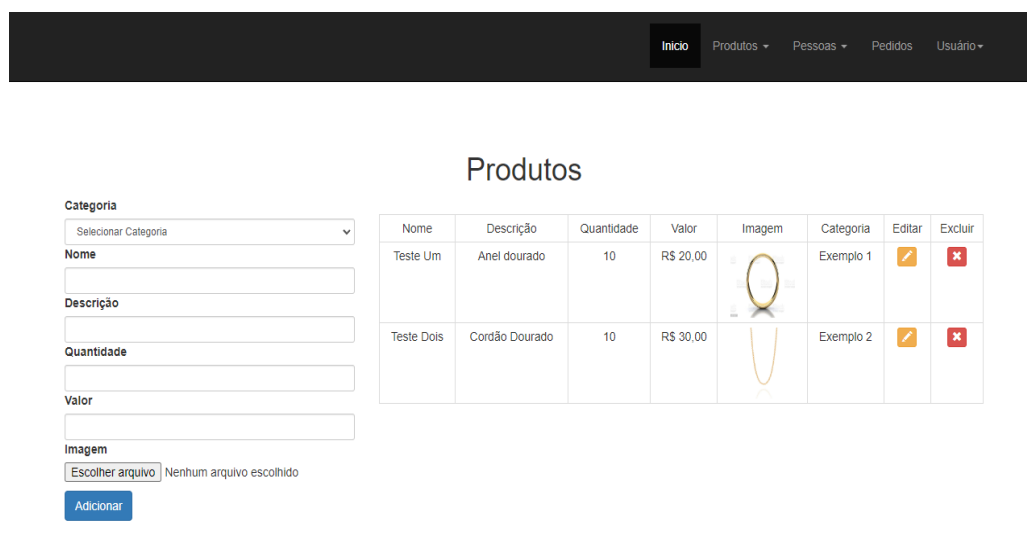 Inicio Produtos Pessoas Pedidos Usuário
Produtos
Categoria
Selecionar Categoria
Nome
Descrição
Quantidade
Valor
Imagem
Escolher arquivo Nenhum arquivo escolhido
Adicionar
Nome Descrição Quantidade Valor Imagem Categoria Editar Excluir
Teste Um Anel dourado 10 R$ 20,00 Exemplo 1
Teste Dois Cordão Dourado 10 R$ 30,00 Exemplo 2